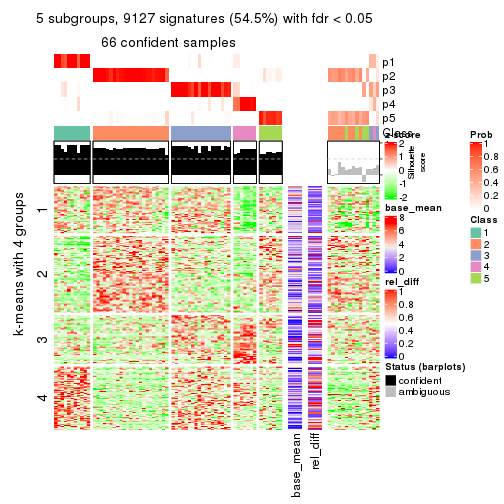 5 subgroups, 9127 signatures (54.5%) with fdr < 0.05
66 confident samples
p1
p2
p3
p4
p5
Class
z-score
2
1
0
-1
-2
Silhouette
score
Prob
1
0.8
0.6
0.4
0.2
0
base_mean
8
6
4
2
0
Class
1
2
3
4
5
rel_diff
1
0.8
0.6
0.4
0.2
0
Status (barplots)
confident
ambiguous
k-means with 4 groups
1
2
3
4
base_mean
rel_diff